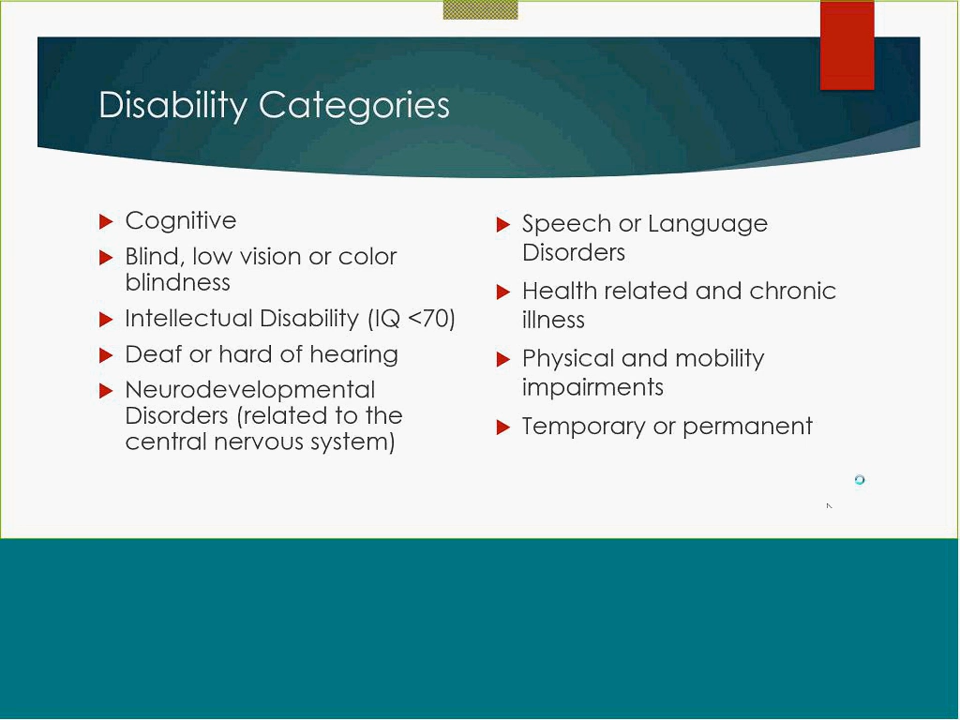 Disability Categories
Cognitive
Blind, low vision or color
blindness
Intellectual Disability (IQ <70)
Deaf or hard of hearing
Neurodevelopmental
Disorders (related to the
central nervous system)
Speech or Language
Disorders
Health related and chronic
illness
Physical and mobility
impairments
Temporary or permanent